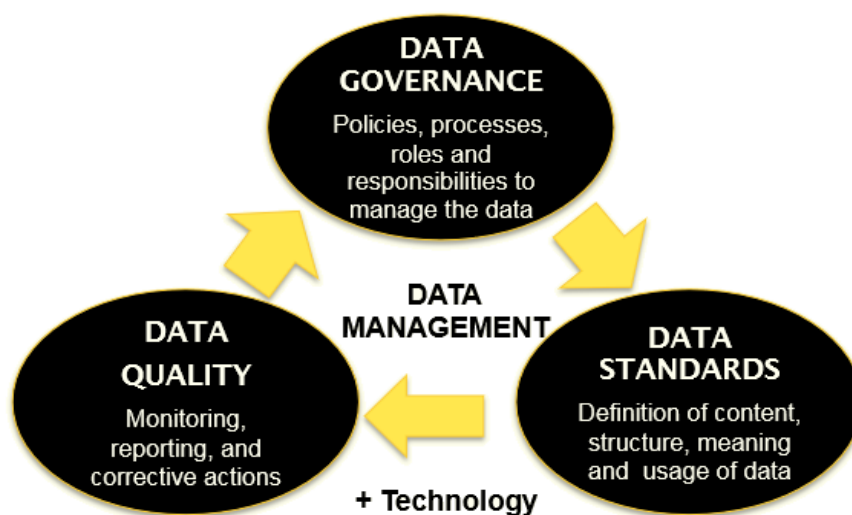 DATA
GOVERNANCE
Policies, processes,
roles and
responsibilities to
manage the data
DATA
MANAGEMENT
DATA
QUALITY
Monitoring,
reporting, and
corrective actions
DATA
STANDARDS
Definition of content,
structure, meaning
and usage of data
+ Technology